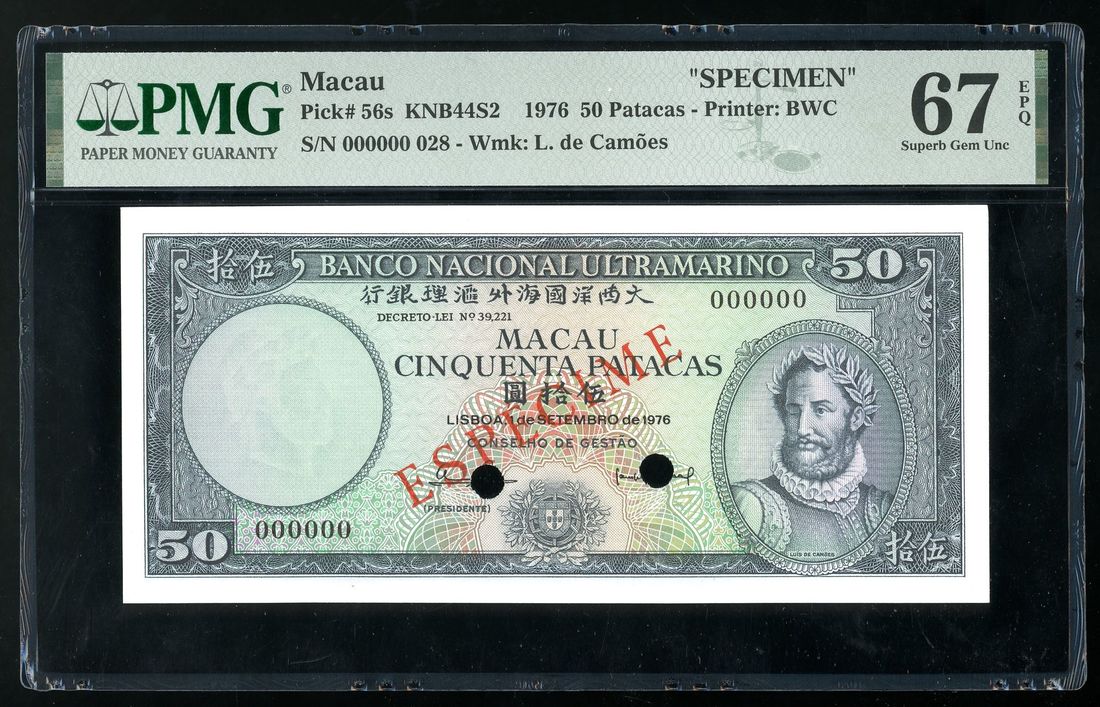 PMG®
PAPER MONEY GUARANTY
Macau
"SPECIMEN"
Pick# 56s KNB44S2 1976 50 Patacas - Printer: BWC
S/N 000000 028 - Wmk: L. de Camões
67
EPQ
Superb Gem Unc
伍拾
BANCO NACIONAL ULTRAMARINO
50
大西洋國海外滙理銀行
000000
DECRETO-LEI Nº 39,221
MACAU
CINQUENTA PATACAS
伍拾圓
LISBOA, 1 de SETEMBRO de 1976
CONSELHO DE GESTÃO
ESPECIME
(PRESIDENTE)
000000
50
LUÍS DE CAMÕES
伍拾